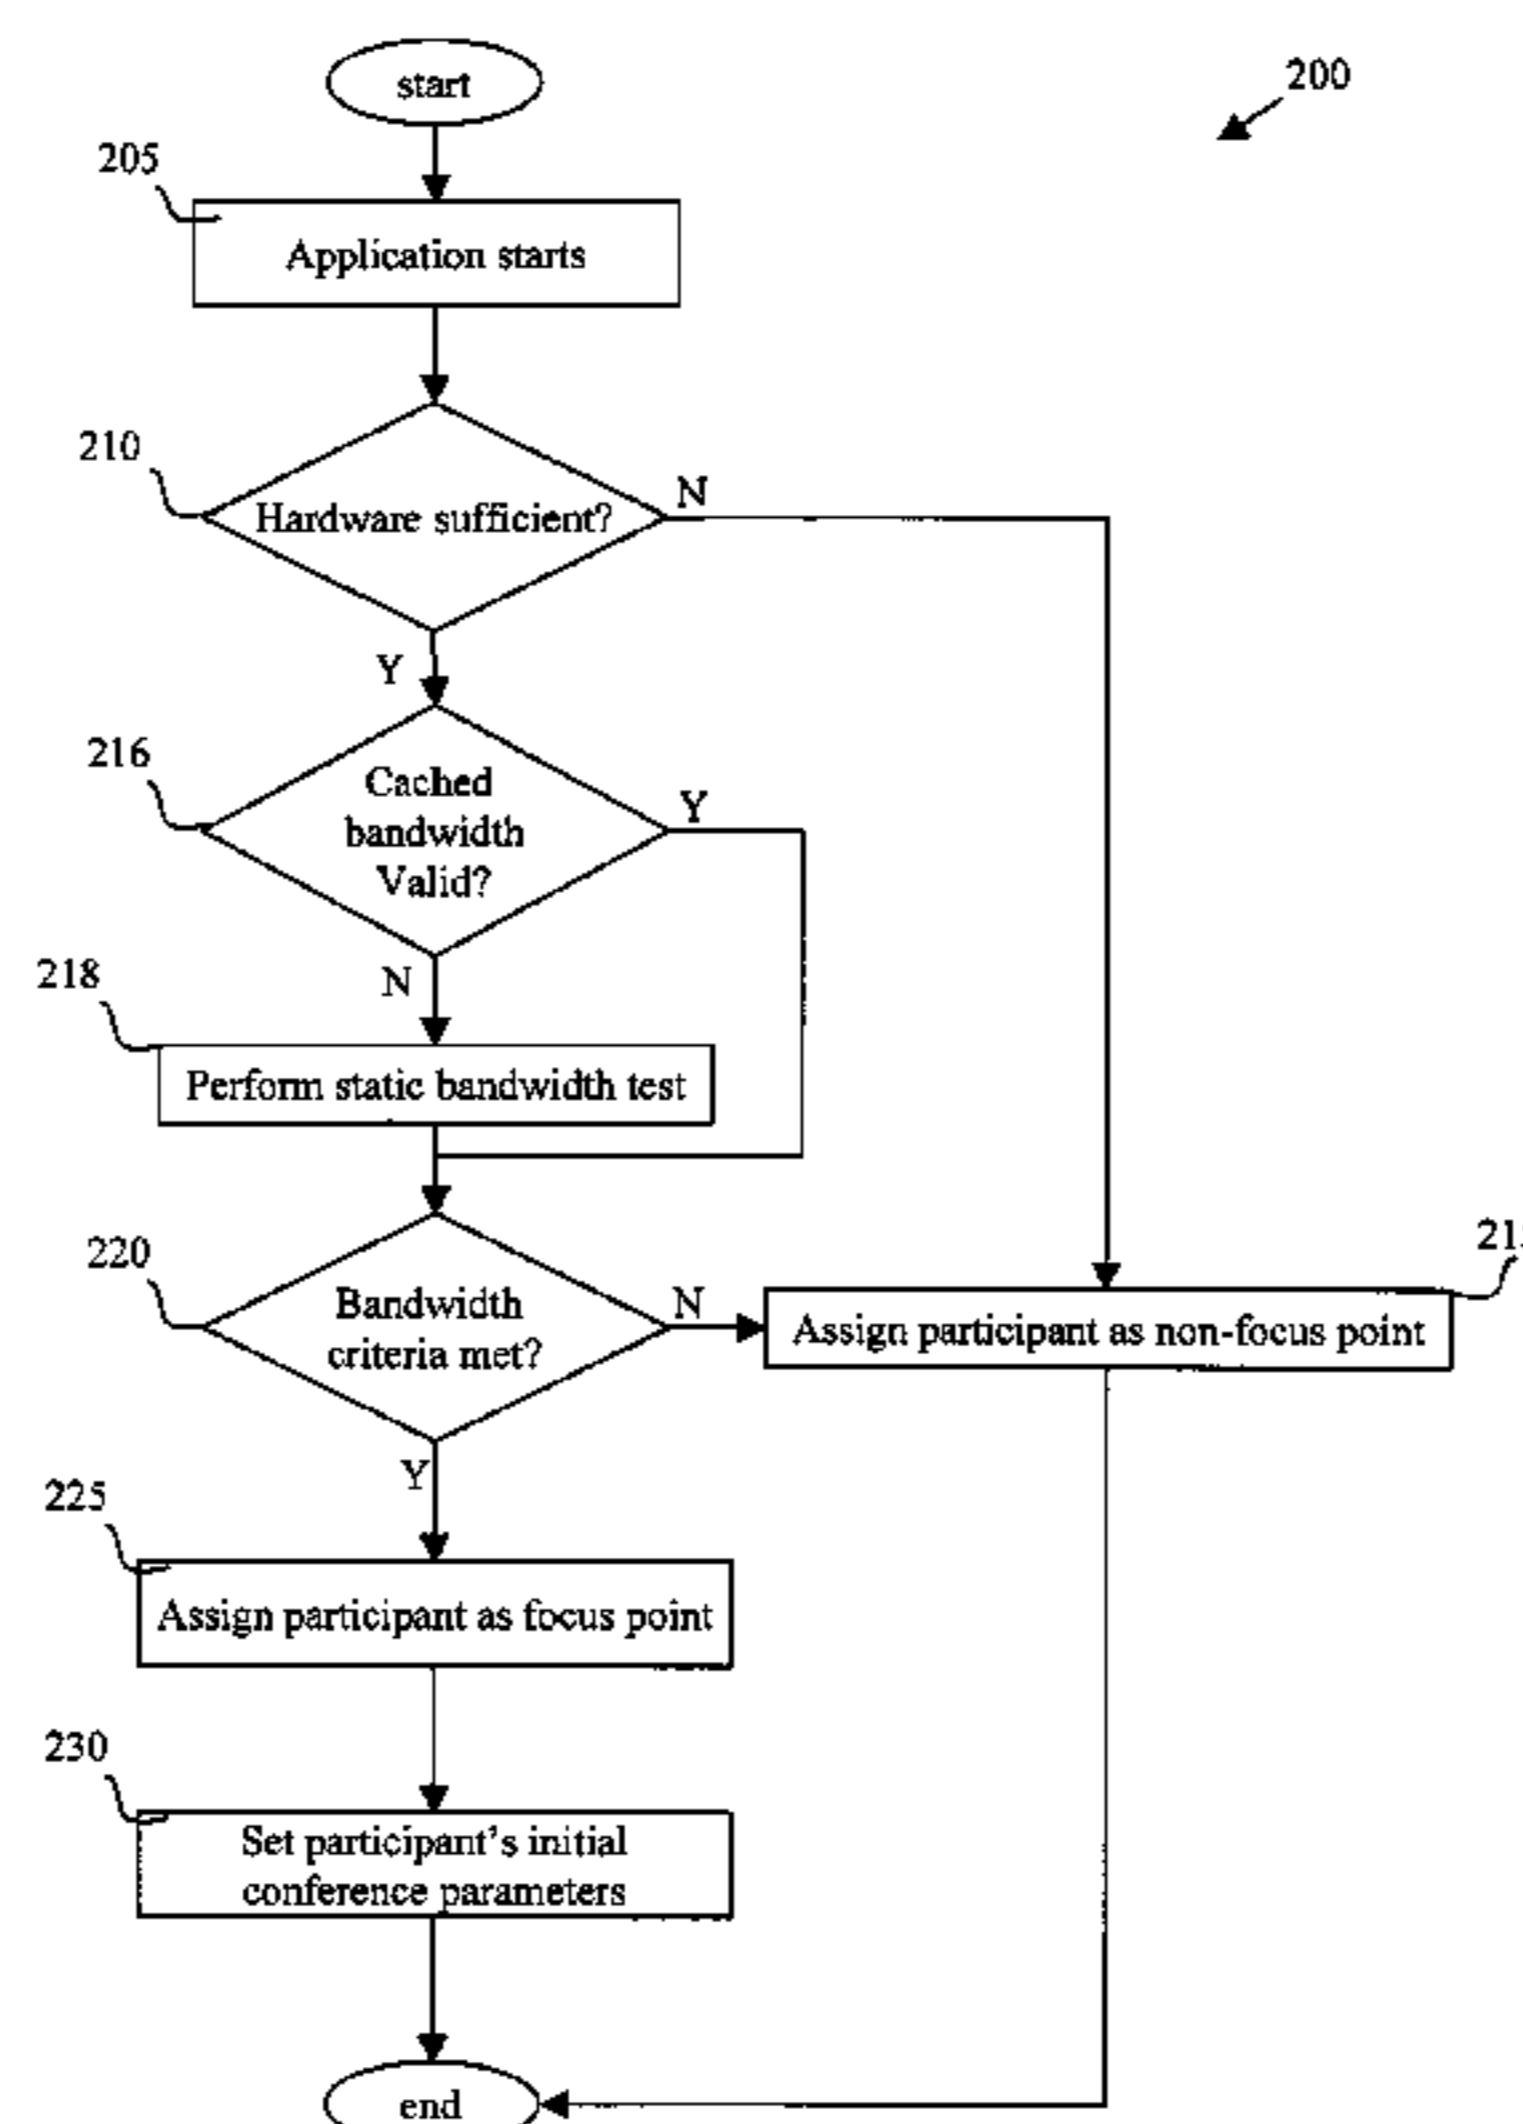 start
200
205
Application starts
210
Hardware sufficient?
N
Y
216
Cached
bandwidth
Valid?
Y
N
218
Perform static bandwidth test
220
Bandwidth
criteria met?
N
Assign participant as non-focus point
Y
225
Assign participant as focus point
230
Set participant's initial
conference parameters
end